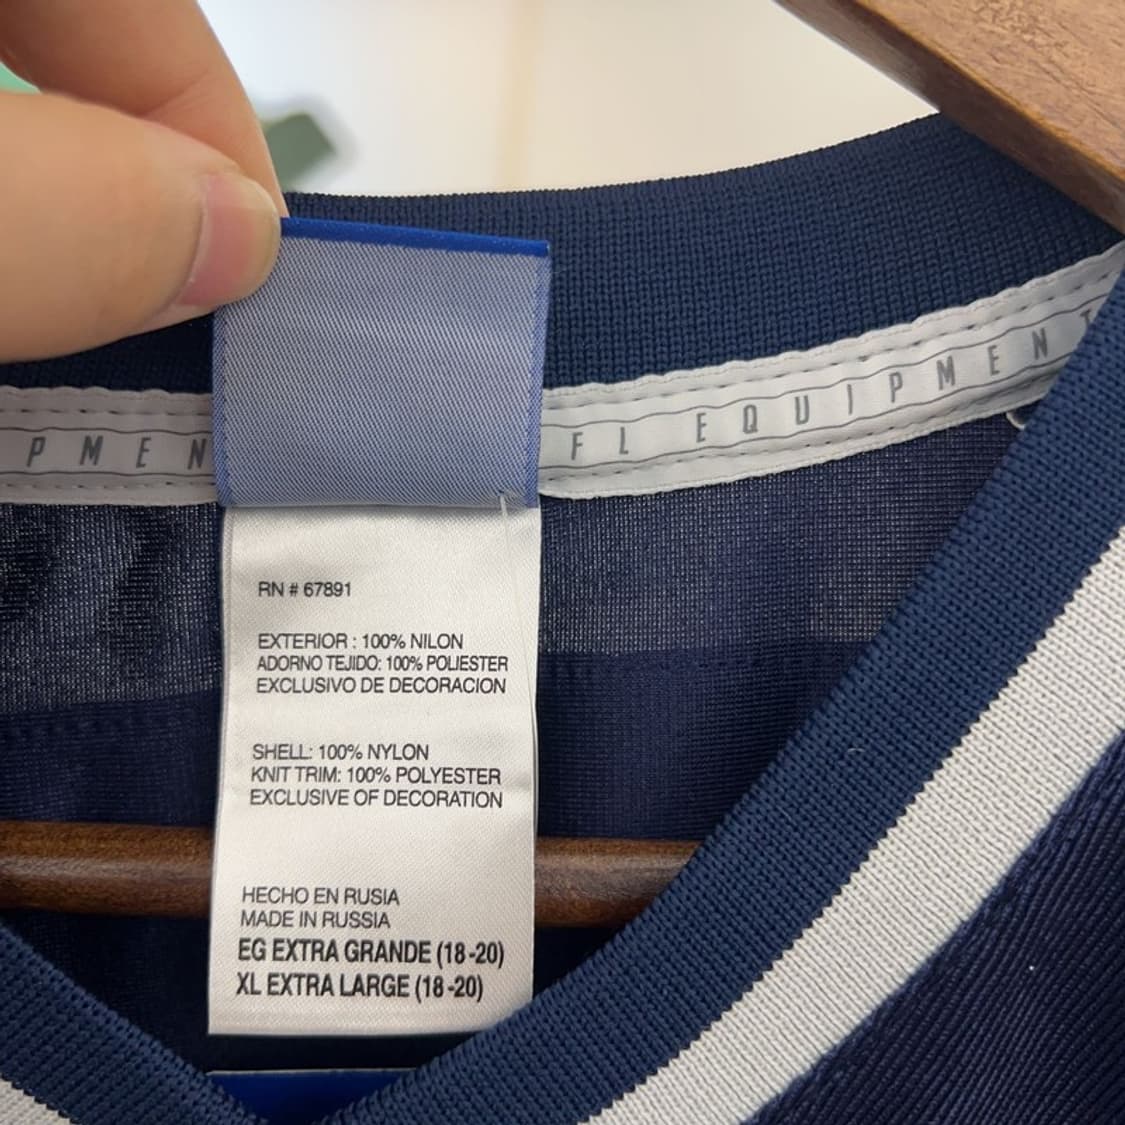 PMEN
FL EQUIPMENT
RN # 67891
EXTERIOR : 100% NILON
ADORNO TEJIDO: 100% POLIESTER
EXCLUSIVO DE DECORACION
SHELL: 100% NYLON
KNIT TRIM: 100% POLYESTER
EXCLUSIVE OF DECORATION
HECHO EN RUSIA
MADE IN RUSSIA
EG EXTRA GRANDE (18-20)
XL EXTRA LARGE (18-20)